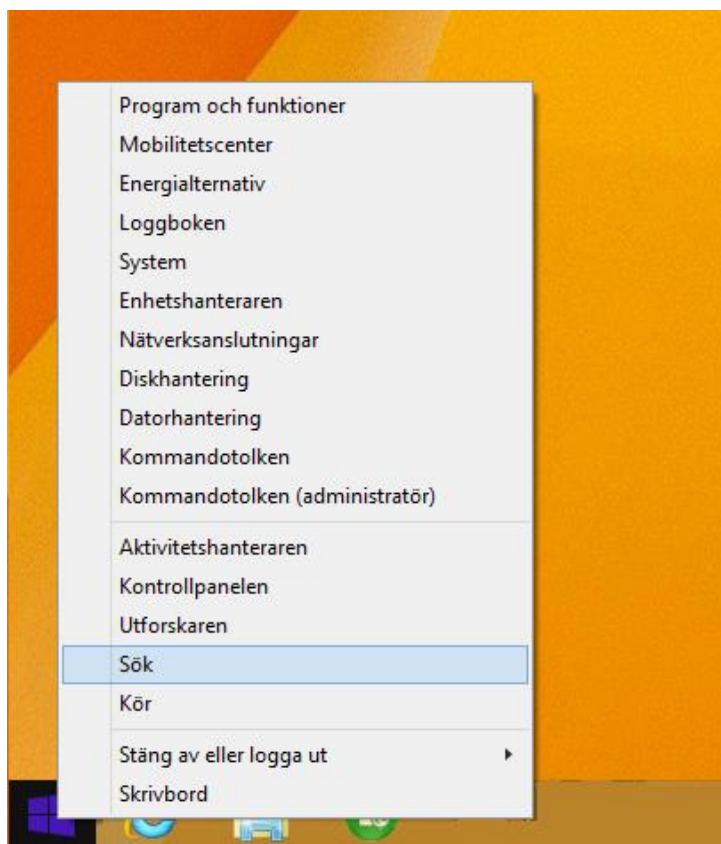 Program och funktioner
Mobilitetscenter
Energialternativ
Loggboken
System
Enhetshanteraren
Nätverksanslutningar
Diskhantering
Datorhantering
Kommandotolken
Kommandotolken (administratör)
Aktivitetshanteraren
Kontrollpanelen
Utforskaren
Sök
Kör
Stäng av eller logga ut
Skrivbord